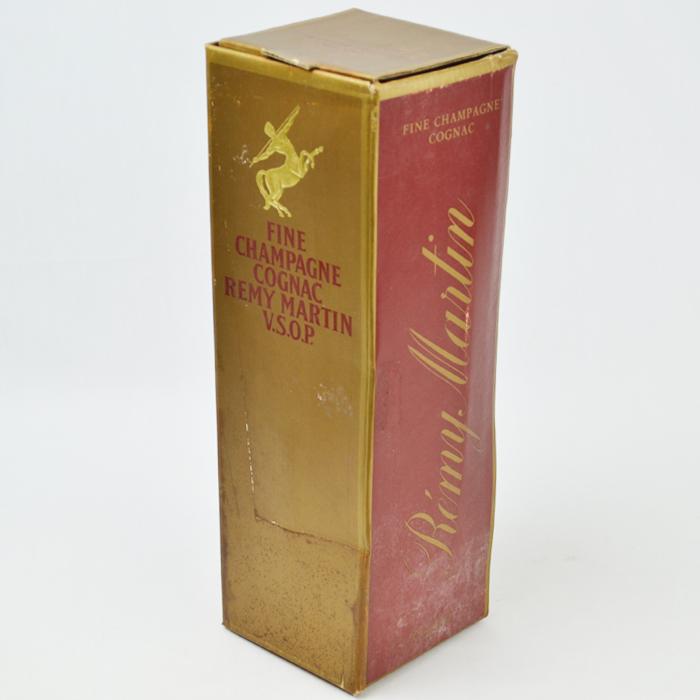 FINE
CHAMPAGNE
COGNAC
REMY MARTIN
V.S.O.P.
FINE CHAMPAGNE
COGNAC
Rémy Martin